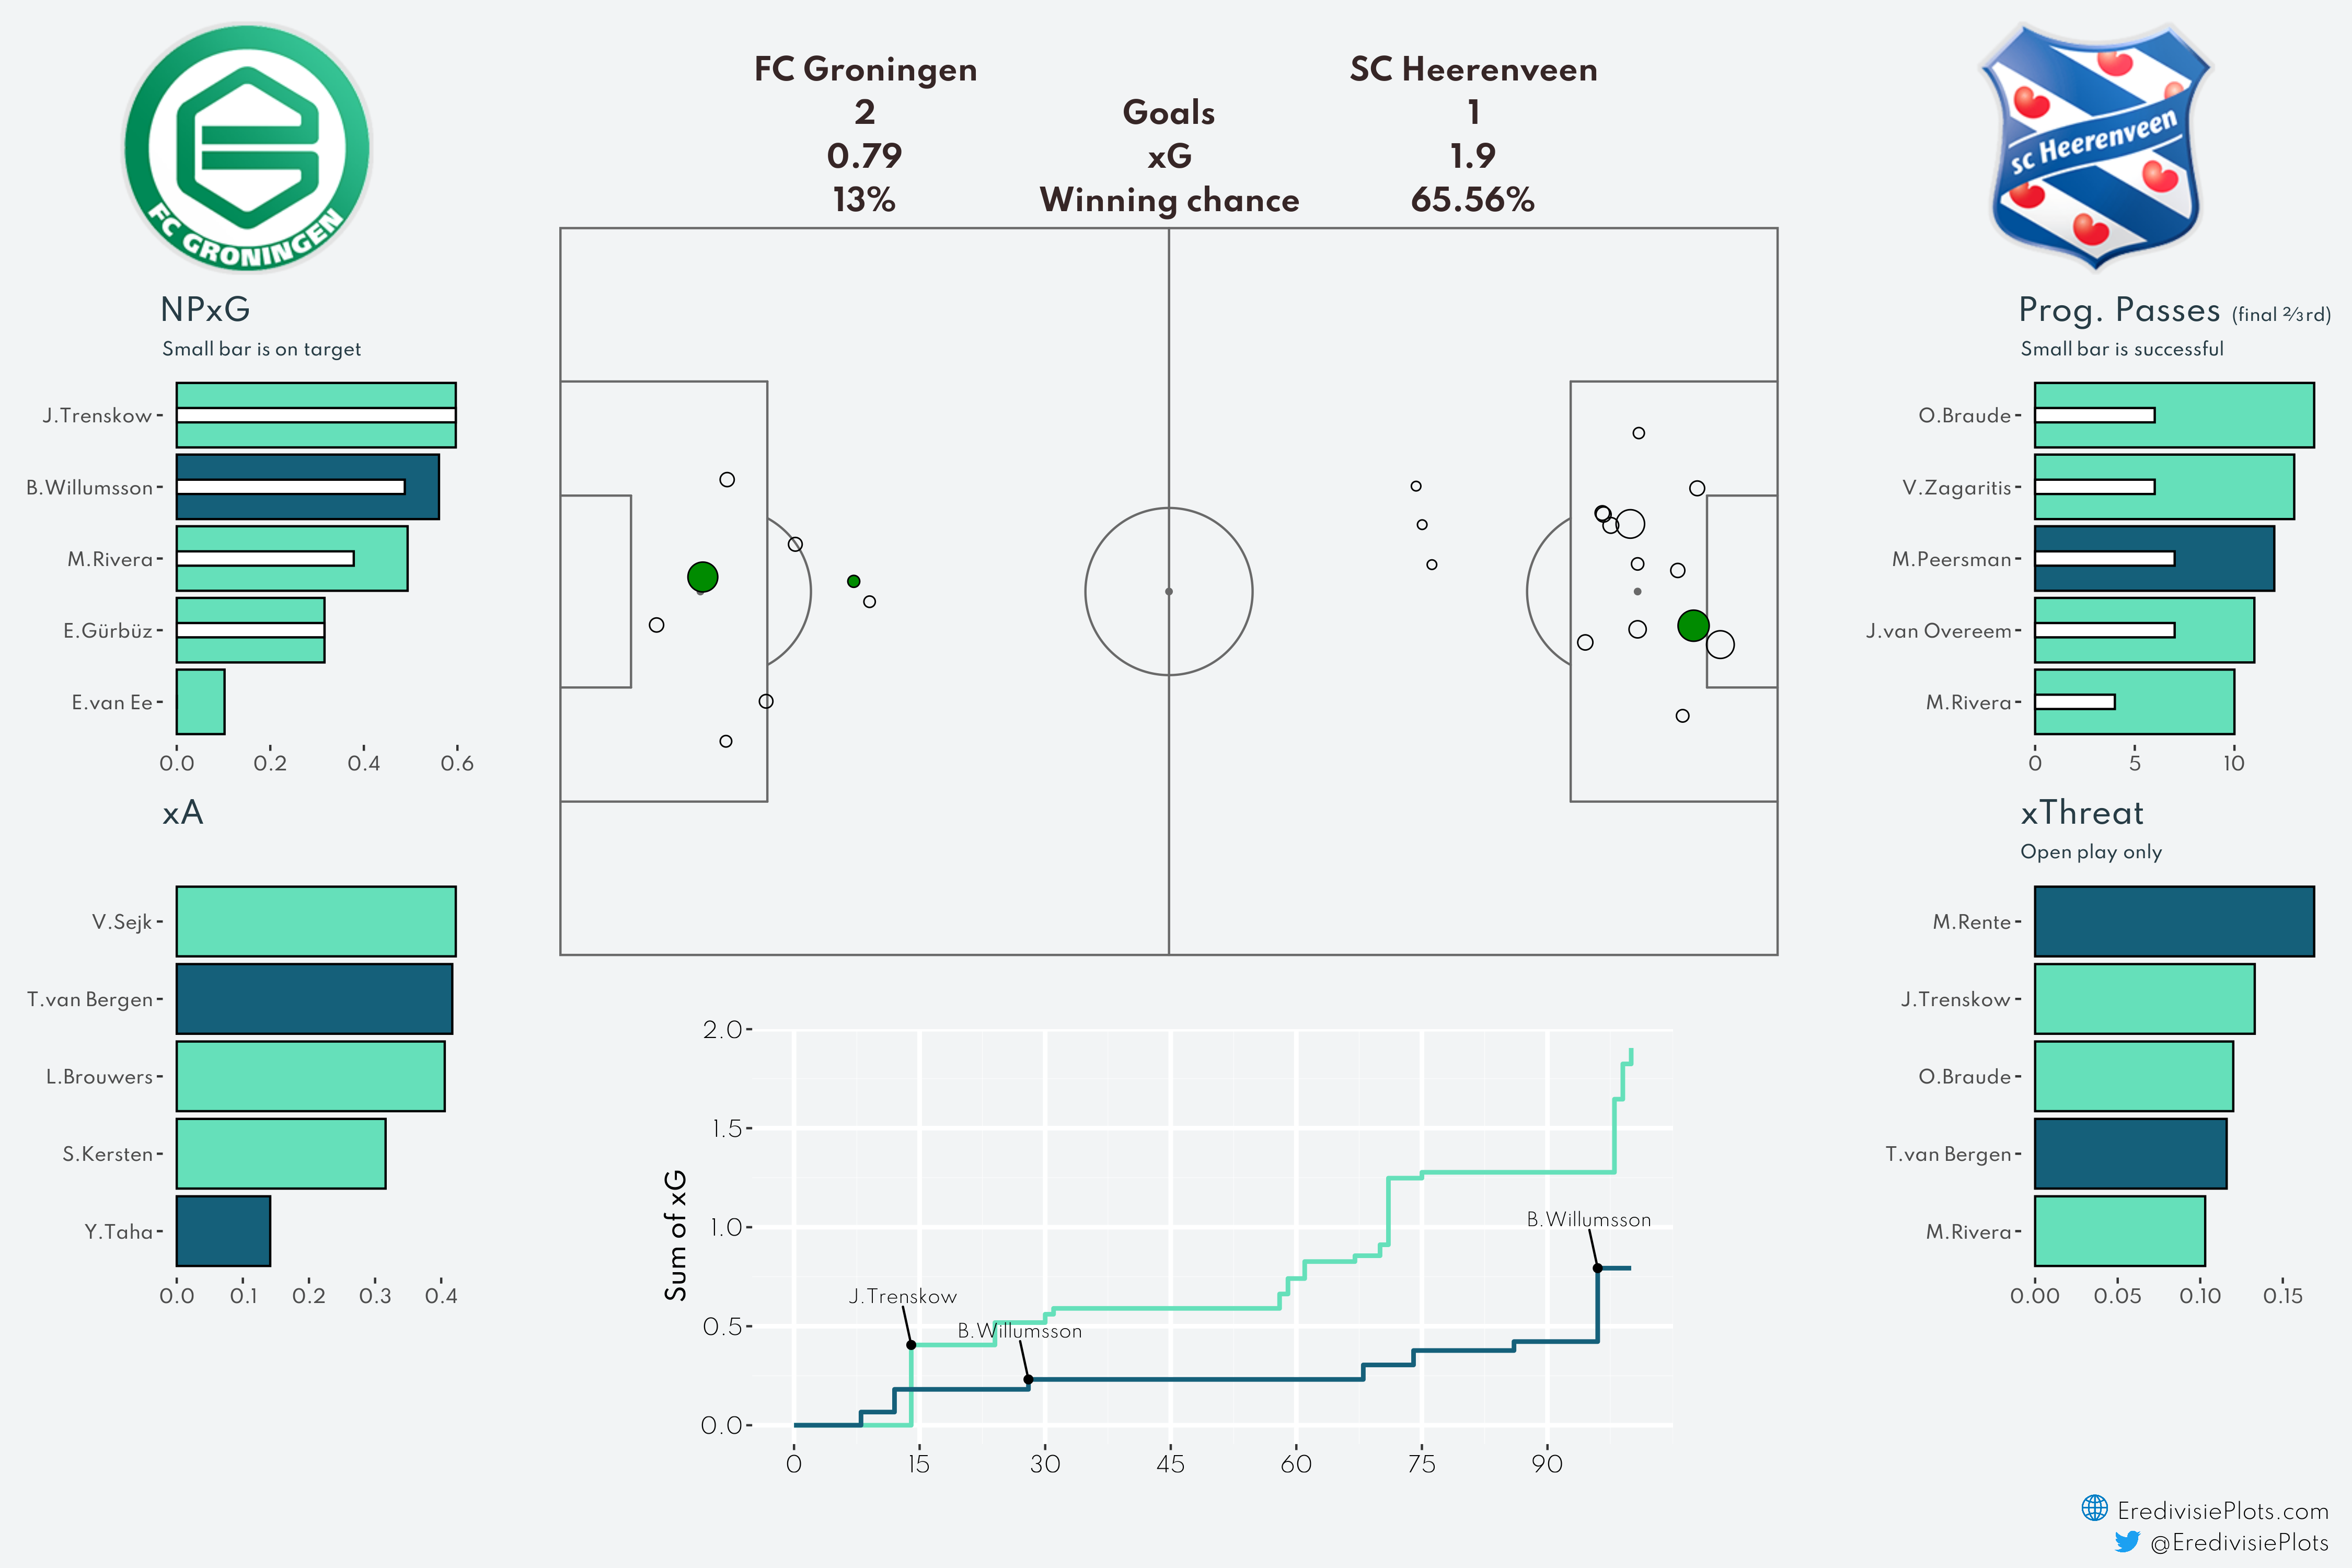 FC GRONINGEN
FC Groningen
SC Heerenveen
2 Goals 1
0.79 xG 1.9
13% Winning chance 65.56%
sc Heerenveen
NPxG
Small bar is on target
J.Trenskow
B.Willumsson
M.Rivera
E.Gürbüz
E.van Ee
0.0 0.2 0.4 0.6
xA
V.Sejk
T.van Bergen
L.Brouwers
S.Kersten
Y.Taha
0.0 0.1 0.2 0.3 0.4
Prog. Passes (final ⅔rd)
Small bar is successful
O.Braude
V.Zagaritis
M.Peersman
J.van Overeem
M.Rivera
0 5 10
xThreat
Open play only
M.Rente
J.Trenskow
O.Braude
T.van Bergen
M.Rivera
0.00 0.05 0.10 0.15
Sum of xG
2.0
1.5
1.0
0.5
0.0
B.Willumsson
J.Trenskow
B.Willumsson
0 15 30 45 60 75 90
EredivisiePlots.com
@EredivisiePlots